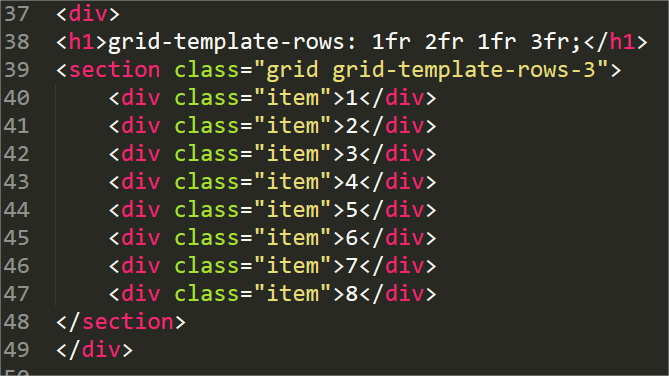 37 <div>
38 <h1>grid-template-rows: 1fr 2fr 1fr 3fr;</h1>
39 <section class="grid grid-template-rows-3">
40     <div class="item">1</div>
41     <div class="item">2</div>
42     <div class="item">3</div>
43     <div class="item">4</div>
44     <div class="item">5</div>
45     <div class="item">6</div>
46     <div class="item">7</div>
47     <div class="item">8</div>
48 </section>
49 </div>